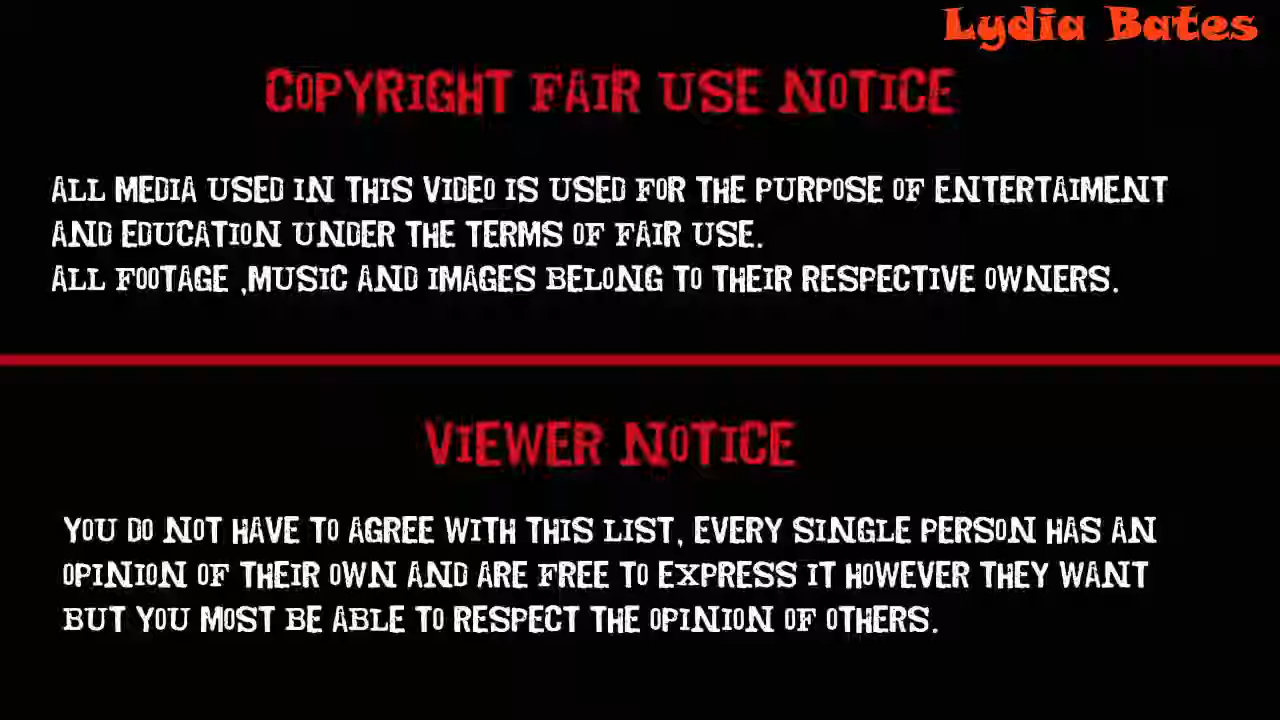 Lydia Bates
COPYRIGHT FAIR USE NOTICE
ALL MEDIA USED IN THIS VIDEO IS USED FOR THE PURPOSE OF ENTERTAIMENT
AND EDUCATION UNDER THE TERMS OF FAIR USE.
ALL FOOTAGE ,MUSIC AND IMAGES BELONG TO THEIR RESPECTIVE OWNERS.
VIEWER NOTICE
YOU DO NOT HAVE TO AGREE WITH THIS LIST, EVERY SINGLE PERSON HAS AN
OPINION OF THEIR OWN AND ARE FREE TO EXPRESS IT HOWEVER THEY WANT
BUT YOU MOST BE ABLE TO RESPECT THE OPINION OF OTHERS.